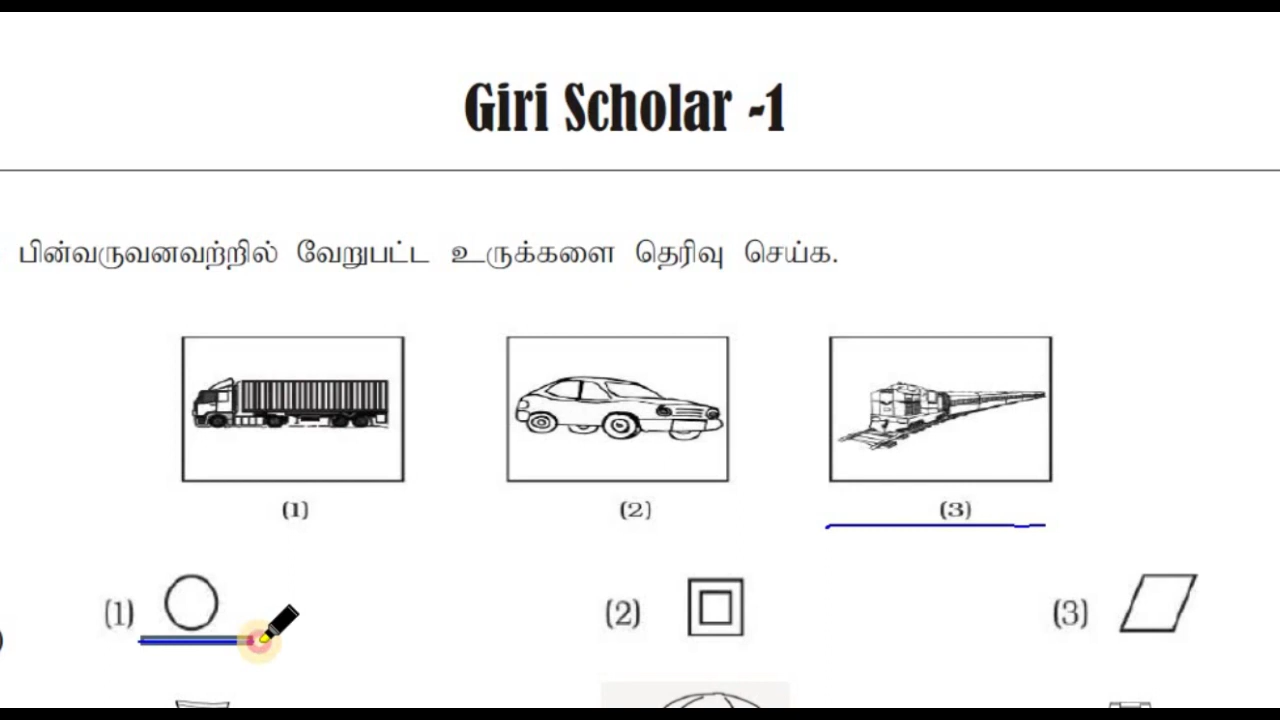 Giri Scholar -1
பின்வருவனவற்றில் வேறுபட்ட உருக்களை தெரிவு செய்க.
(1) (2) (3)
(1) (2) (3)